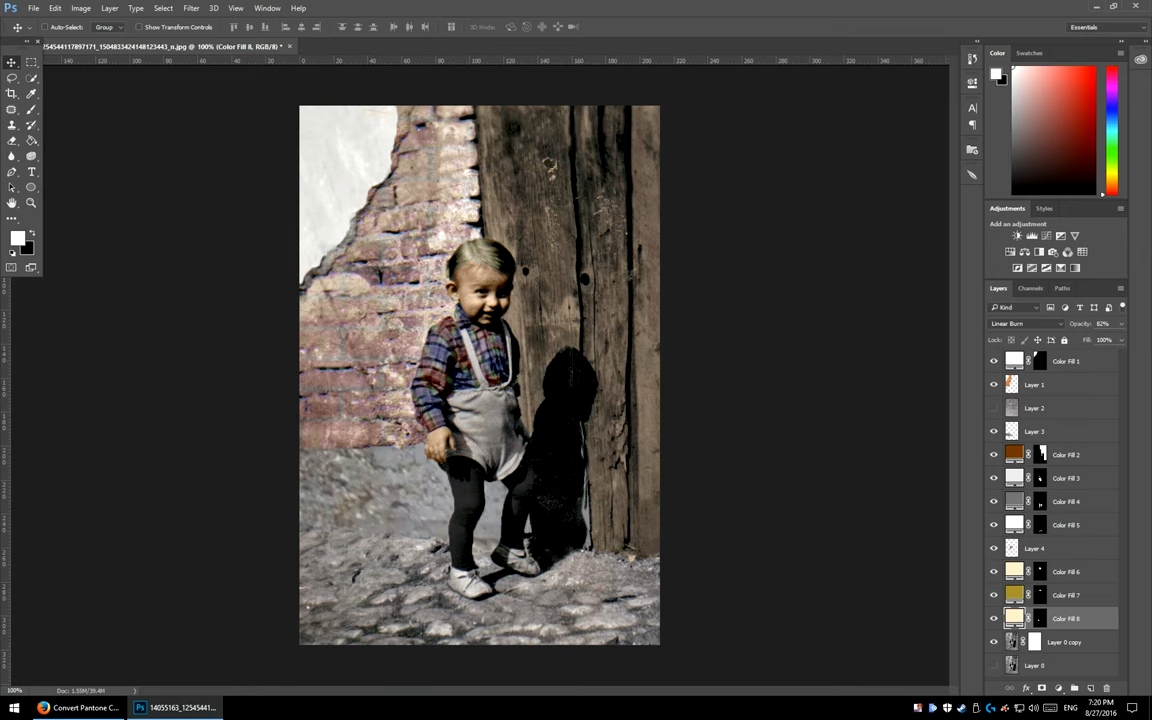 Ps File Edit Image Layer Type Select Filter 3D View Window Help
Auto-Select: Group Show Transform Controls 3D Mode: Essentials
254544117897171_1504833424148123443_n.jpg @ 100% (Color Fill 8, RGB/8) * ×
Color Swatches
Adjustments Styles
Add an adjustment
Layers Channels Paths
Kind
Linear Burn Opacity: 82%
Lock: Fill: 100%
Color Fill 1
Layer 1
Layer 2
Layer 3
Color Fill 2
Color Fill 3
Color Fill 4
Color Fill 5
Layer 4
Color Fill 6
Color Fill 7
Color Fill 8
Layer 0 copy
Layer 0
100% Doc: 1.55M/39.4M
Convert Pantone C... Ps 14055163_12545441... ENG 7:20 PM
8/27/2016